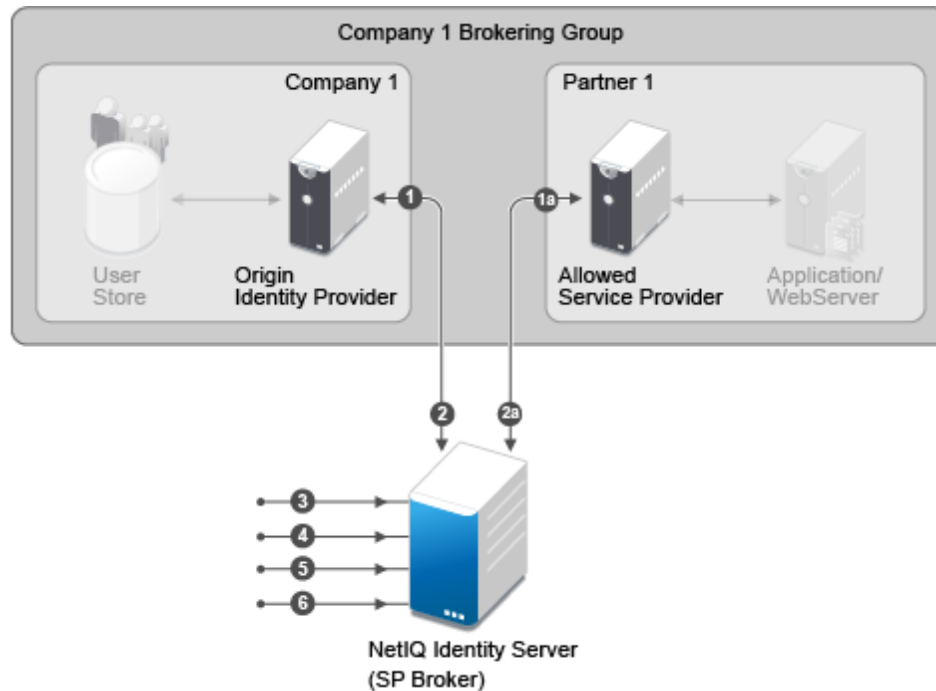 Company 1 Brokering Group
Company 1
Partner 1
1
1a
User
Store
Origin
Identity Provider
Allowed
Service Provider
Application/
WebServer
2
2a
3
4
5
6
NetIQ Identity Server
(SP Broker)